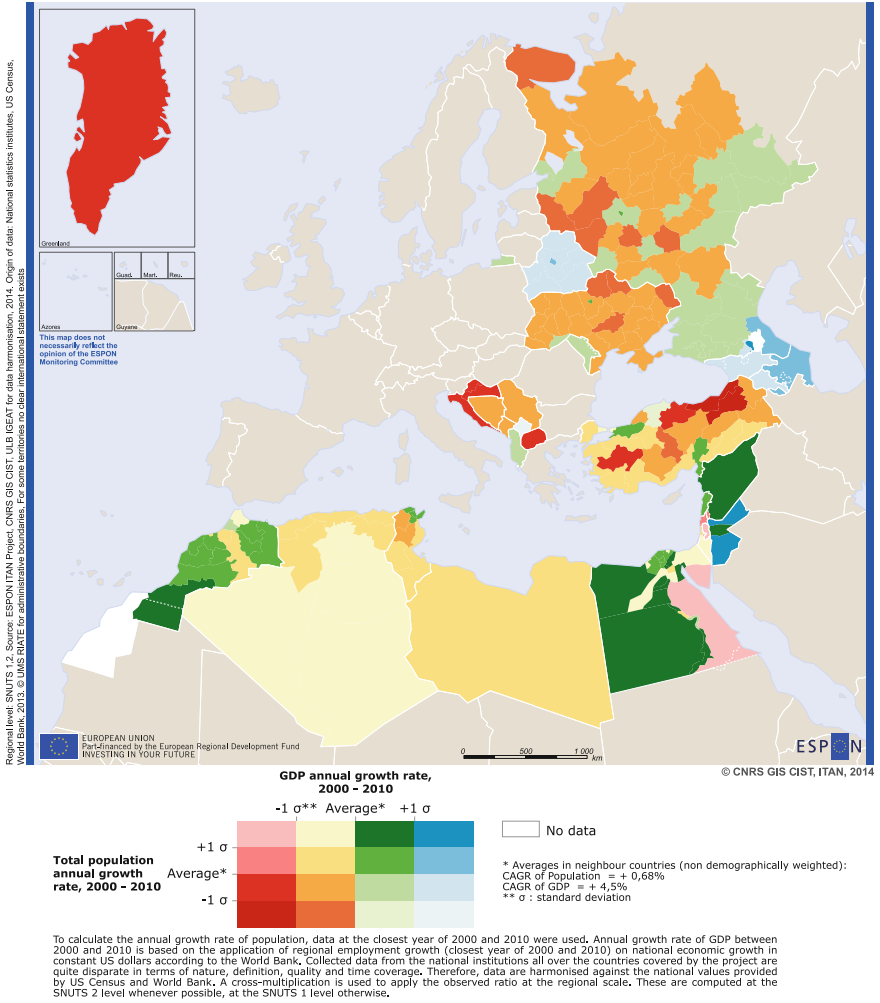 Regional level: SNUTS 1,2. Source: ESPON ITAN Project, CNRS GIS CIST, ULB IGEAT for data harmonisation, 2014. Origin of data: National statistics institutes, US Census,
World Bank, 2013. © UMS RIATE for administrative boundaries, For some territories no clear international statement exists
Greenland
Azores
Guad.
Mart.
Reu.
Guyane
This map does not
necessarily reflect the
opinion of the ESPON
Monitoring Committee
EUROPEAN UNION
Part-financed by the European Regional Development Fund
INVESTING IN YOUR FUTURE
0 500 1 000
km
ESPON
© CNRS GIS CIST, ITAN, 2014
GDP annual growth rate,
2000 - 2010
-1 σ** Average* +1 σ
Total population
annual growth
rate, 2000 - 2010
+1 σ
Average*
-1 σ
No data
* Averages in neighbour countries (non demographically weighted):
CAGR of Population = + 0,68%
CAGR of GDP = + 4,5%
** σ : standard deviation
To calculate the annual growth rate of population, data at the closest year of 2000 and 2010 were used. Annual growth rate of GDP between
2000 and 2010 is based on the application of regional employment growth (closest year of 2000 and 2010) on national economic growth in
constant US dollars according to the World Bank. Collected data from the national institutions all over the countries covered by the project are
quite disparate in terms of nature, definition, quality and time coverage. Therefore, data are harmonised against the national values provided
by US Census and World Bank. A cross-multiplication is used to apply the observed ratio at the regional scale. These are computed at the
SNUTS 2 level whenever possible, at the SNUTS 1 level otherwise.